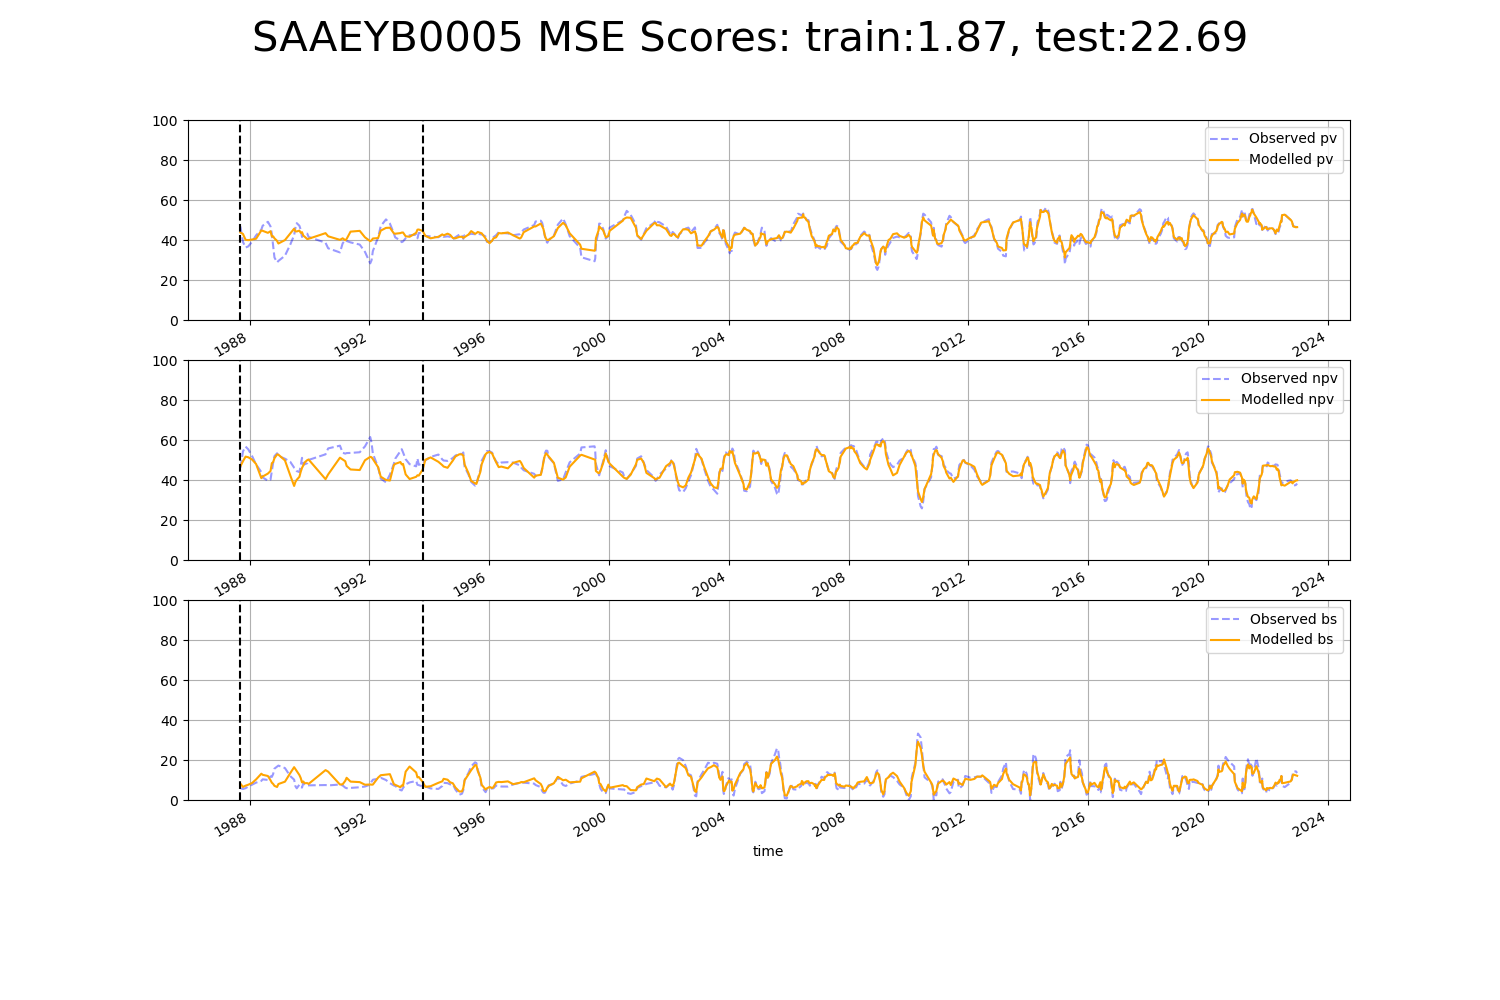 SAAEYB0005 MSE Scores: train:1.87, test:22.69
100
80
60
40
20
0
Observed pv
Modelled pv
1988 1992 1996 2000 2004 2008 2012 2016 2020 2024
100
80
60
40
20
0
Observed npv
Modelled npv
1988 1992 1996 2000 2004 2008 2012 2016 2020 2024
100
80
60
40
20
0
Observed bs
Modelled bs
1988 1992 1996 2000 2004 2008 2012 2016 2020 2024
time